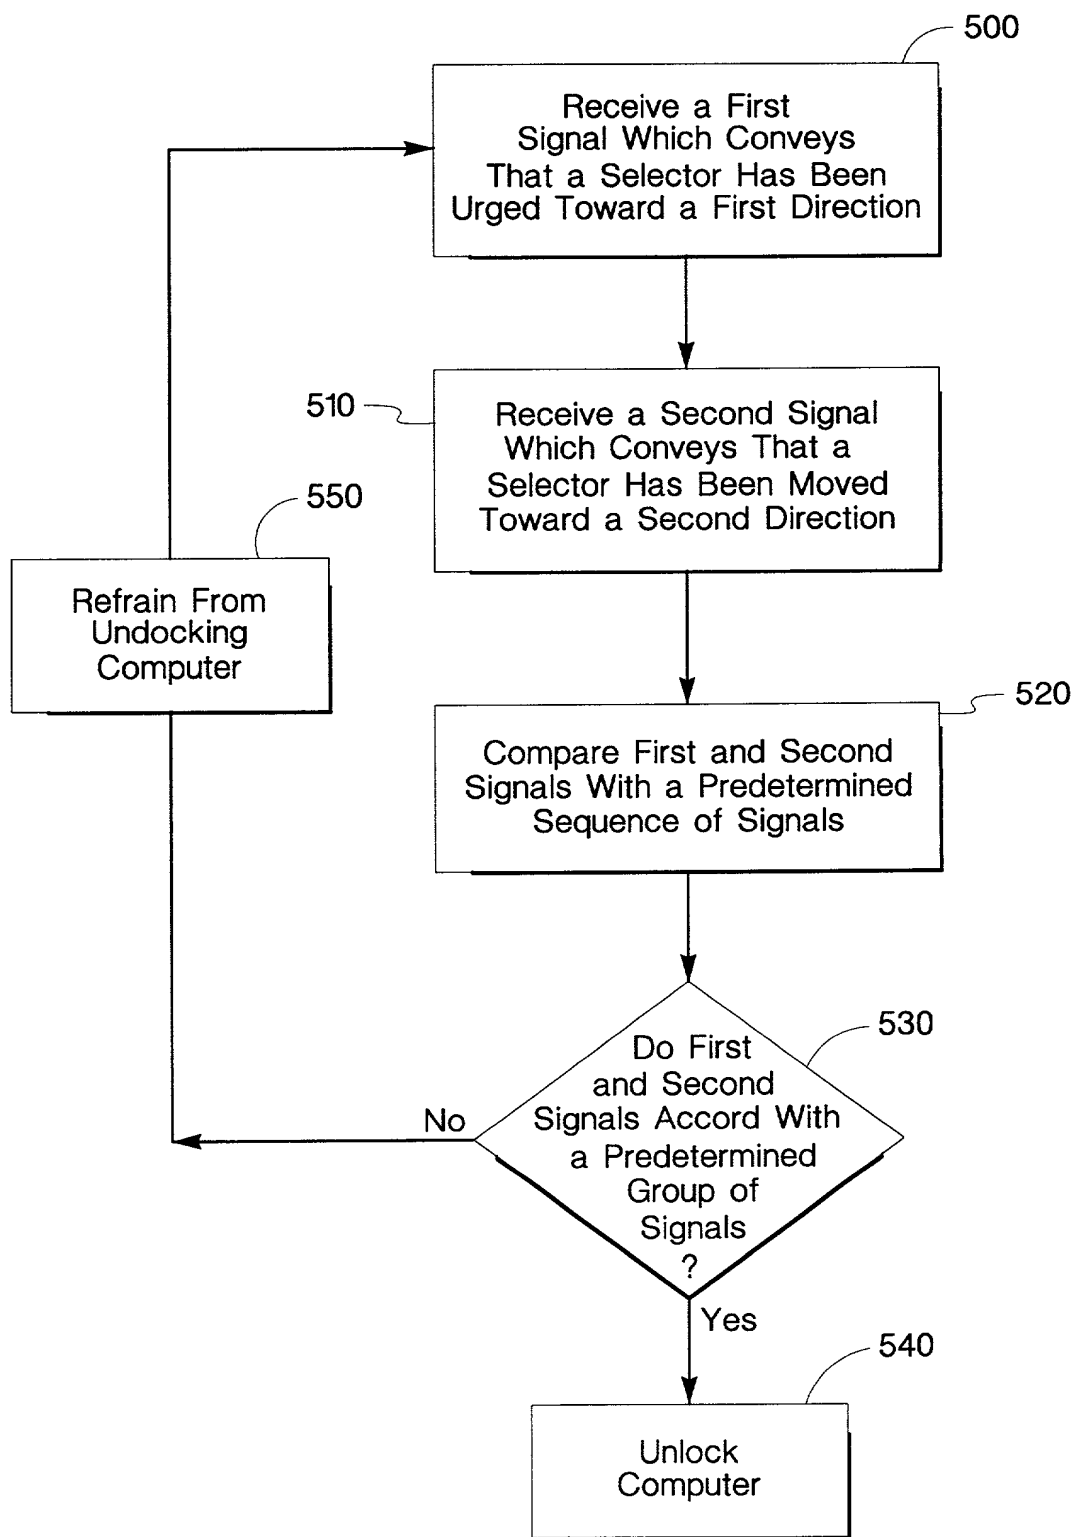 500
Receive a First
Signal Which Conveys
That a Selector Has Been
Urged Toward a First Direction
510
Receive a Second Signal
Which Conveys That a
Selector Has Been Moved
Toward a Second Direction
550
Refrain From
Undocking
Computer
520
Compare First and Second
Signals With a Predetermined
Sequence of Signals
530
Do First
and Second
Signals Accord With
a Predetermined
Group of
Signals
?
No
Yes
540
Unlock
Computer